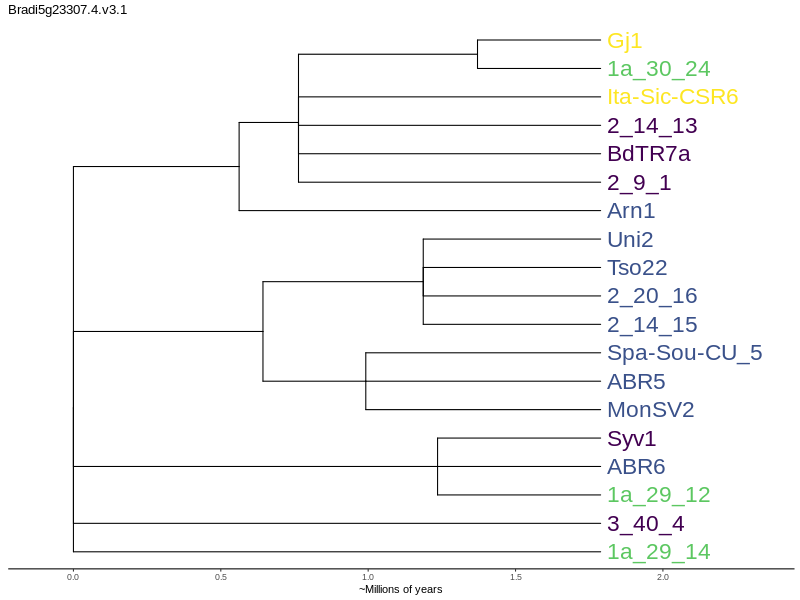 Bradi5g23307.4.v3.1
Gj1
1a_30_24
Ita-Sic-CSR6
2_14_13
BdTR7a
2_9_1
Arn1
Uni2
Tso22
2_20_16
2_14_15
Spa-Sou-CU_5
ABR5
MonSV2
Syv1
ABR6
1a_29_12
3_40_4
1a_29_14
0.0 0.5 1.0 1.5 2.0
~Millions of years